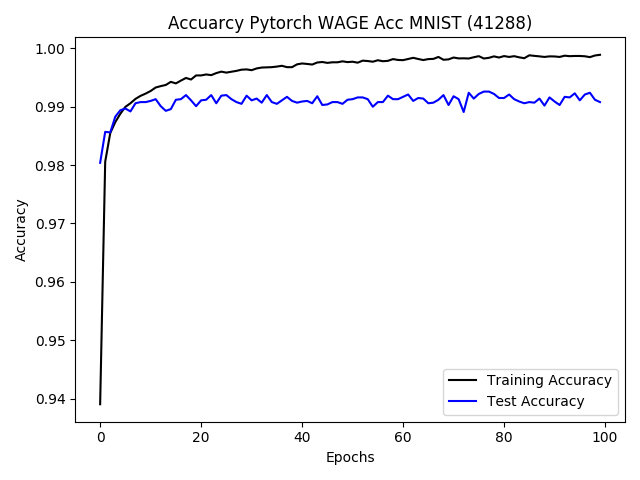 Accuarcy Pytorch WAGE Acc MNIST (41288)
1.00
0.99
0.98
0.97
0.96
0.95
0.94
Accuracy
0 20 40 60 80 100
Epochs
Training Accuracy
Test Accuracy